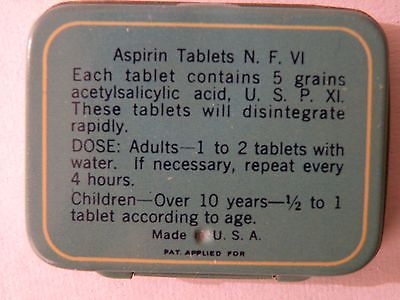 Aspirin Tablets N. F. VI
Each tablet contains 5 grains
acetylsalicylic acid, U. S. P. XI.
These tablets will disintegrate
rapidly.
DOSE: Adults—1 to 2 tablets with
water. If necessary, repeat every
4 hours.
Children—Over 10 years—½ to 1
tablet according to age.
Made in U. S. A.
PAT. APPLIED FOR